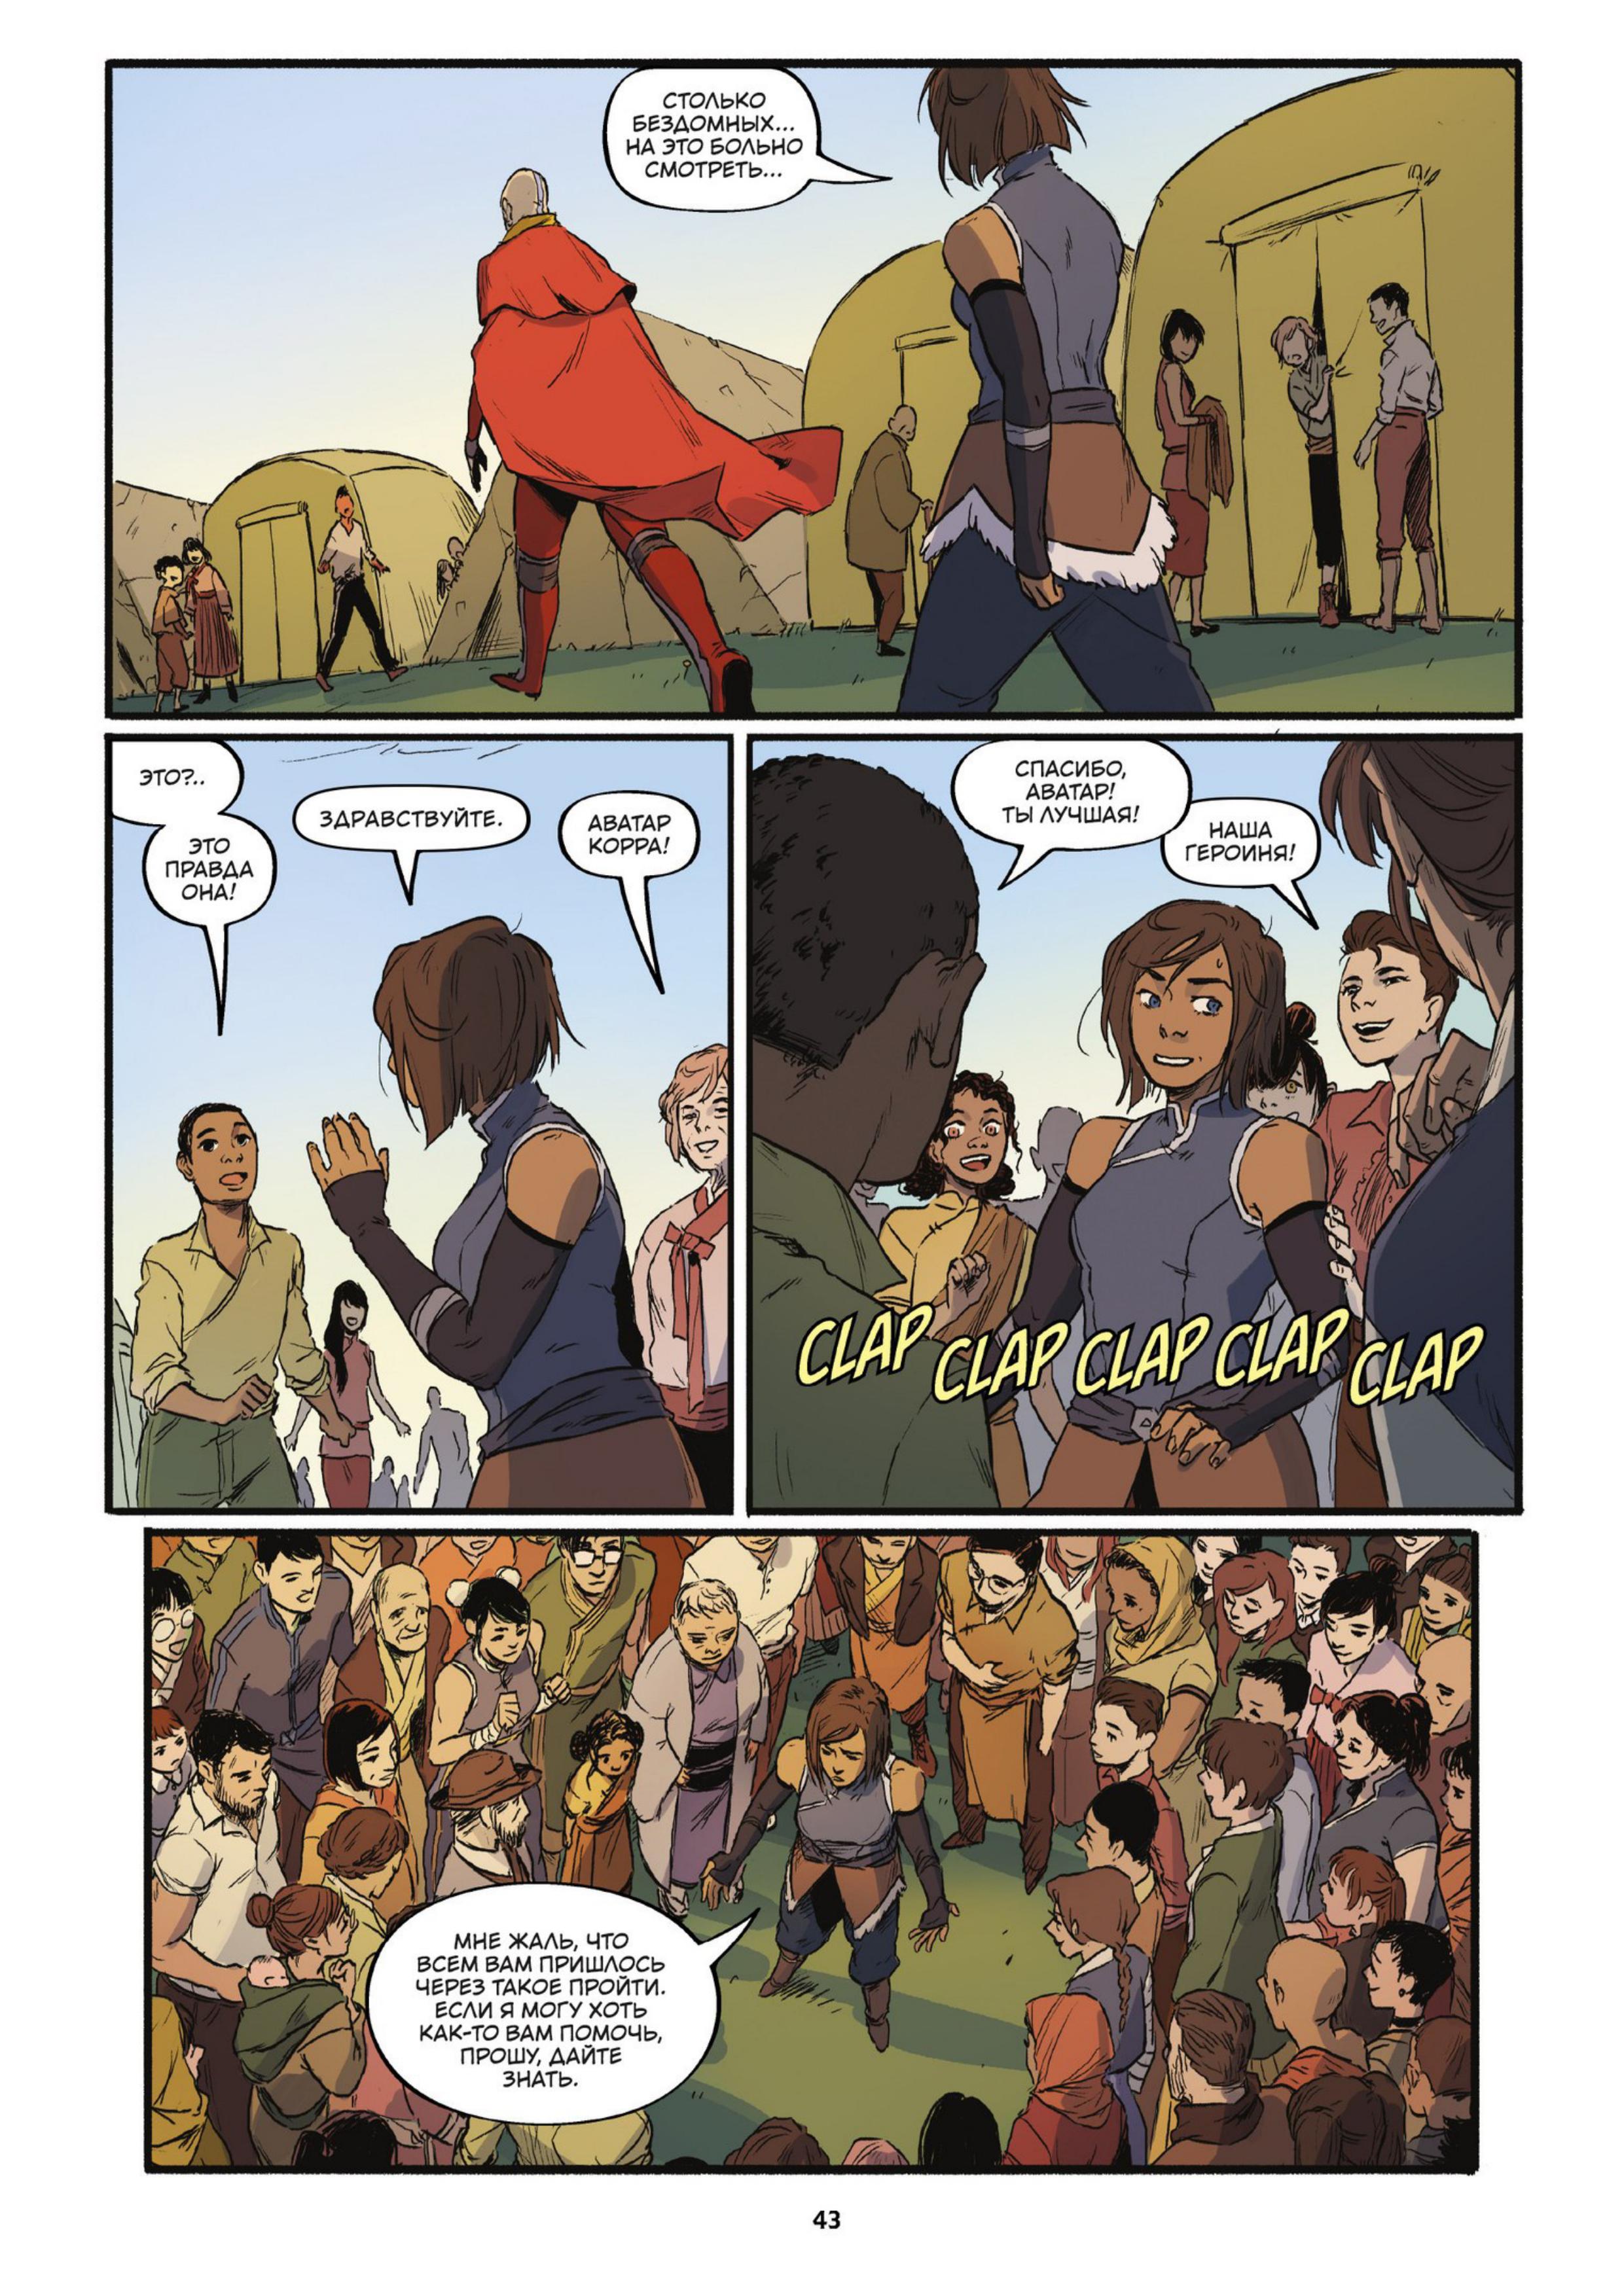 СТОЛЬКО
БЕЗДОМНЫХ...
НА ЭТО БОЛЬНО
СМОТРЕТЬ...
ЭТО?..
ЭТО
ПРАВДА
ОНА!
ЗДРАВСТВУЙТЕ.
АВАТАР
КОРРА!
СПАСИБО,
АВАТАР!
ТЫ ЛУЧШАЯ!
НАША
ГЕРОИНЯ!
CLAP CLAP CLAP CLAP CLAP
МНЕ ЖАЛЬ, ЧТО
ВСЕМ ВАМ ПРИШЛОСЬ
ЧЕРЕЗ ТАКОЕ ПРОЙТИ.
ЕСЛИ Я МОГУ ХОТЬ
КАК-ТО ВАМ ПОМОЧЬ,
ПРОШУ, ДАЙТЕ
ЗНАТЬ.
43